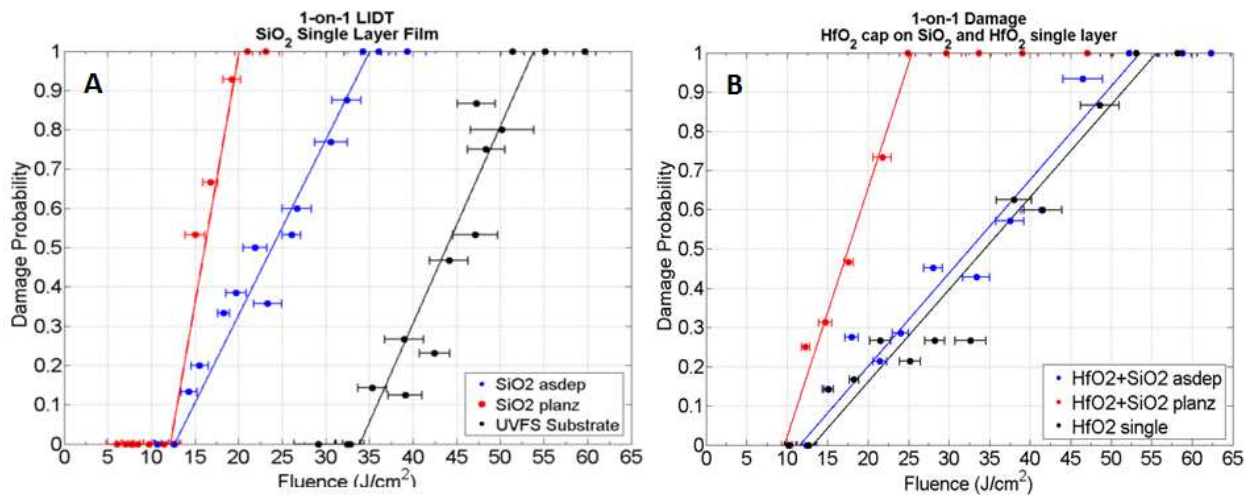 1-on-1 LIDT
SiO2 Single Layer Film
A
Damage Probability
1
0.9
0.8
0.7
0.6
0.5
0.4
0.3
0.2
0.1
0
0 5 10 15 20 25 30 35 40 45 50 55 60 65
Fluence (J/cm2)
SiO2 asdep
SiO2 planz
UVFS Substrate
1-on-1 Damage
HfO2 cap on SiO2 and HfO2 single layer
B
Damage Probability
1
0.9
0.8
0.7
0.6
0.5
0.4
0.3
0.2
0.1
0
0 5 10 15 20 25 30 35 40 45 50 55 60 65
Fluence (J/cm2)
HfO2+SiO2 asdep
HfO2+SiO2 planz
HfO2 single